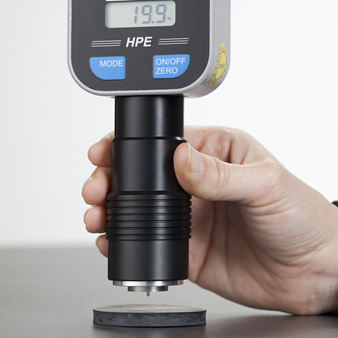 19.9
HPE
MODE
ON/OFF
ZERO